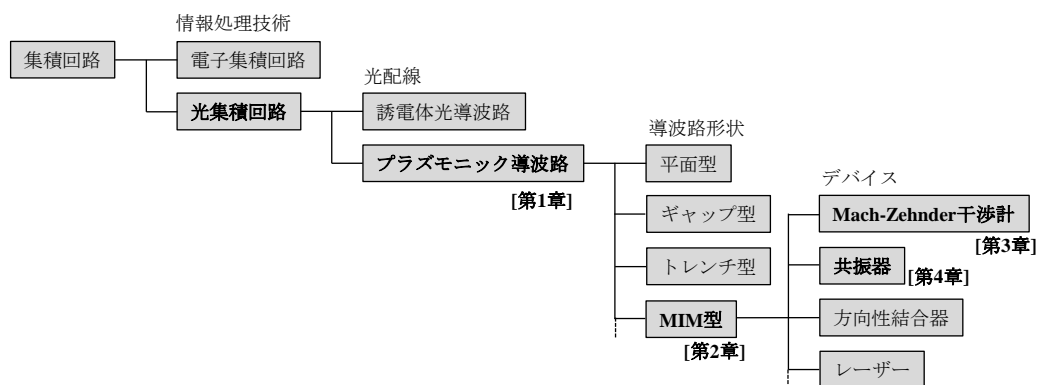 情報処理技術
集積回路
電子集積回路
光配線
光集積回路
誘電体光導波路
導波路形状
プラズモニック導波路
平面型
デバイス
[第1章]
ギャップ型
Mach-Zehnder干渉計
[第3章]
トレンチ型
共振器
[第4章]
MIM型
方向性結合器
[第2章]
レーザー